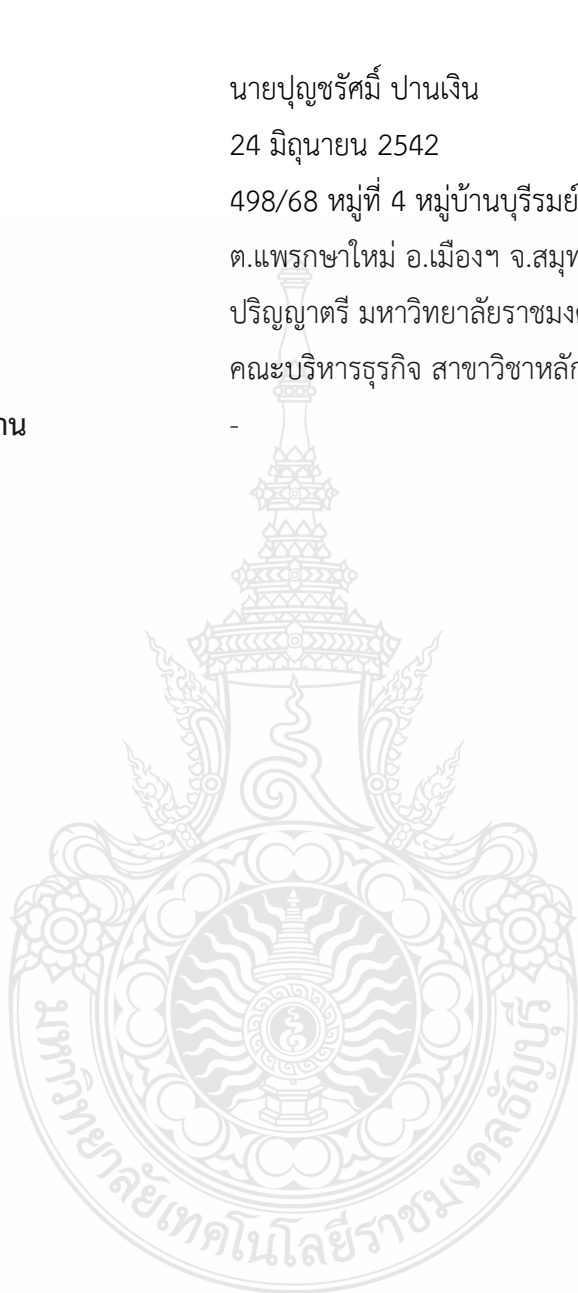 นายปุญชรัศมิ์ ปานเงิน
24 มิถุนายน 2542
498/68 หมู่ที่ 4 หมู่บ้านบุรีรมย์
ต.แพรกษาใหม่ อ.เมืองฯ จ.สมุท
ปริญญาตรี มหาวิทยาลัยราชมงค
คณะบริหารธุรกิจ สาขาวิชาหลัก
าน -
มหาวิทยาลัยเทคโนโลยีราชมงคลธัญบุรี